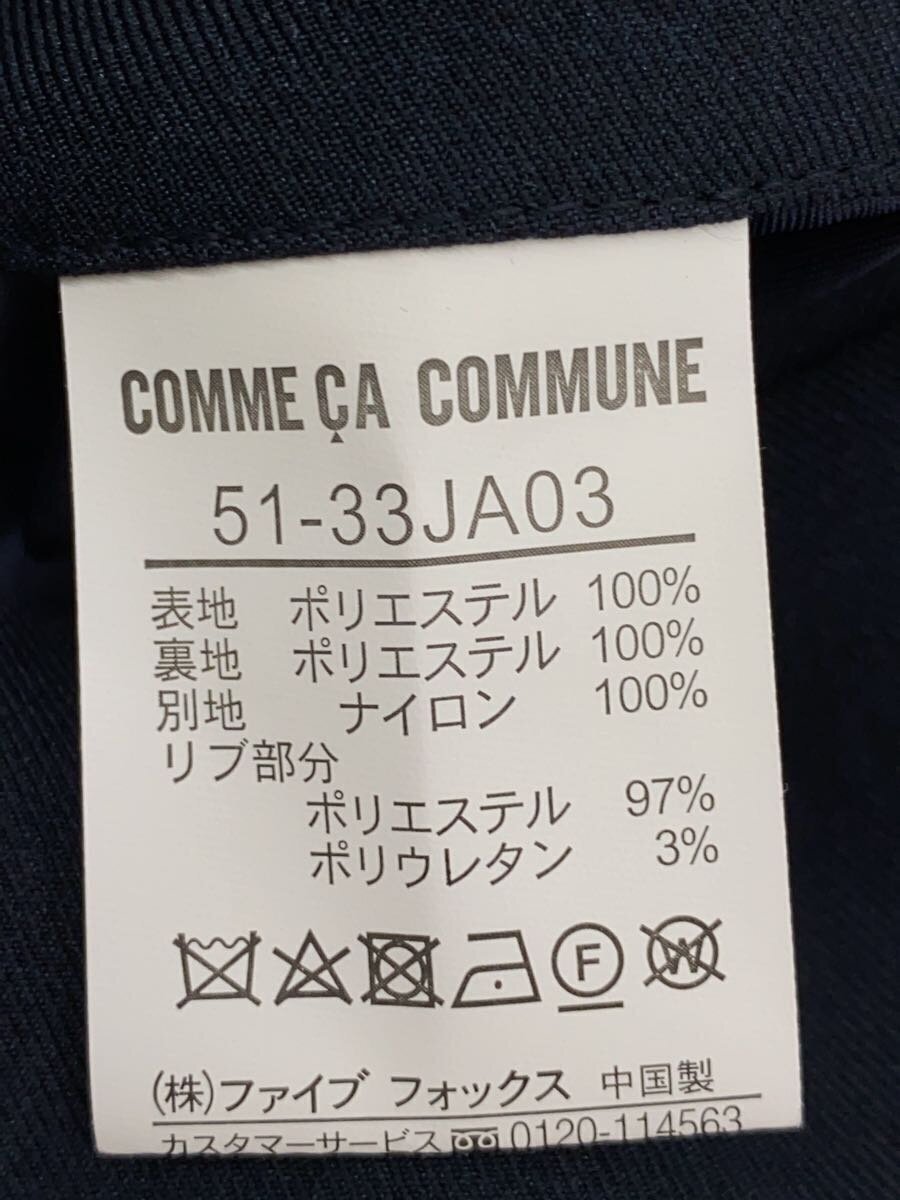 COMME ÇA COMMUNE
51-33JA03
表地 ポリエステル 100%
裏地 ポリエステル 100%
別地 ナイロン 100%
リブ部分
ポリエステル 97%
ポリウレタン 3%
F W
(株)ファイブ フォックス 中国製
カスタマーサービス 0120-114563